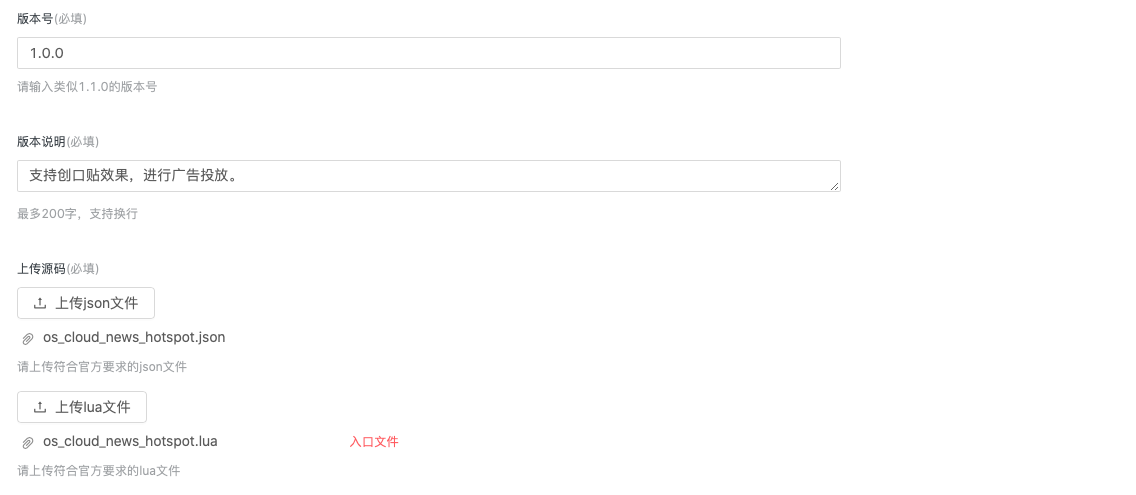 版本号(必填)
1.0.0
请输入类似1.1.0的版本号
版本说明(必填)
支持创口贴效果，进行广告投放。
最多200字，支持换行
上传源码(必填)
上传json文件
os_cloud_news_hotspot.json
请上传符合官方要求的json文件
上传lua文件
os_cloud_news_hotspot.lua 入口文件
请上传符合官方要求的lua文件